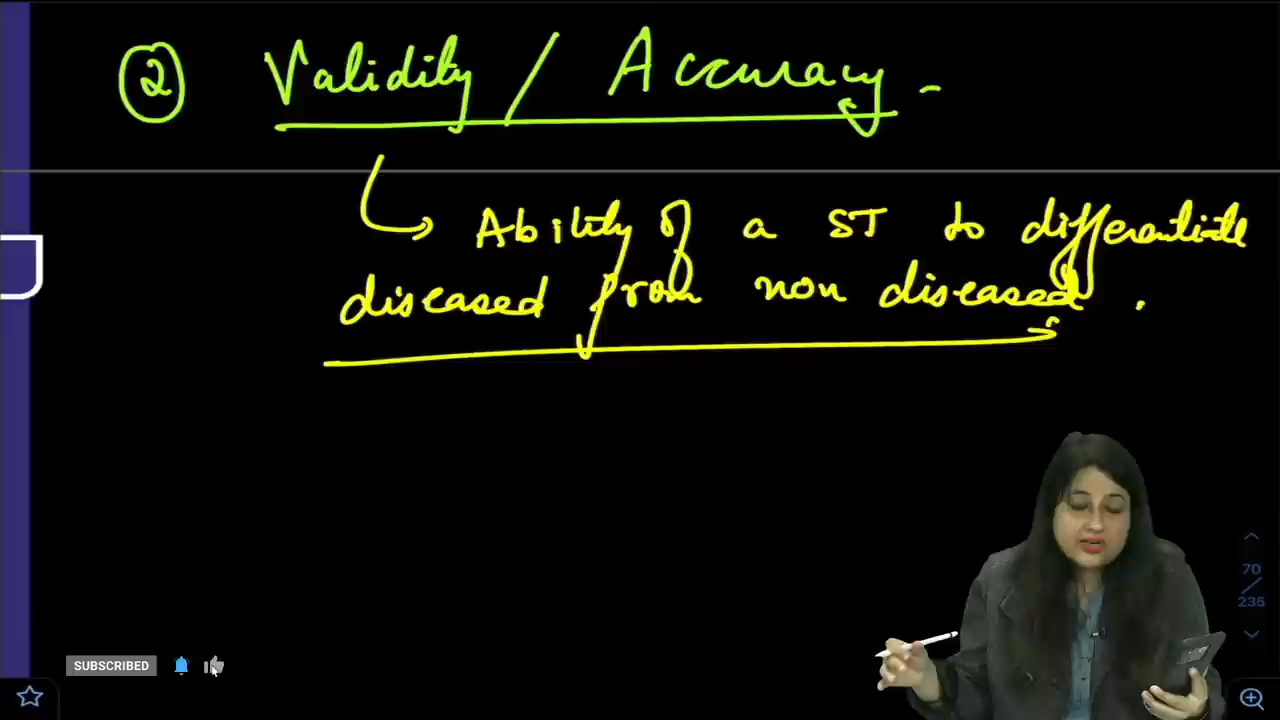 ② Validity / Accuracy -
↳ Ability of a ST to differentiate
diseased from non diseased .
70
/
235
SUBSCRIBED